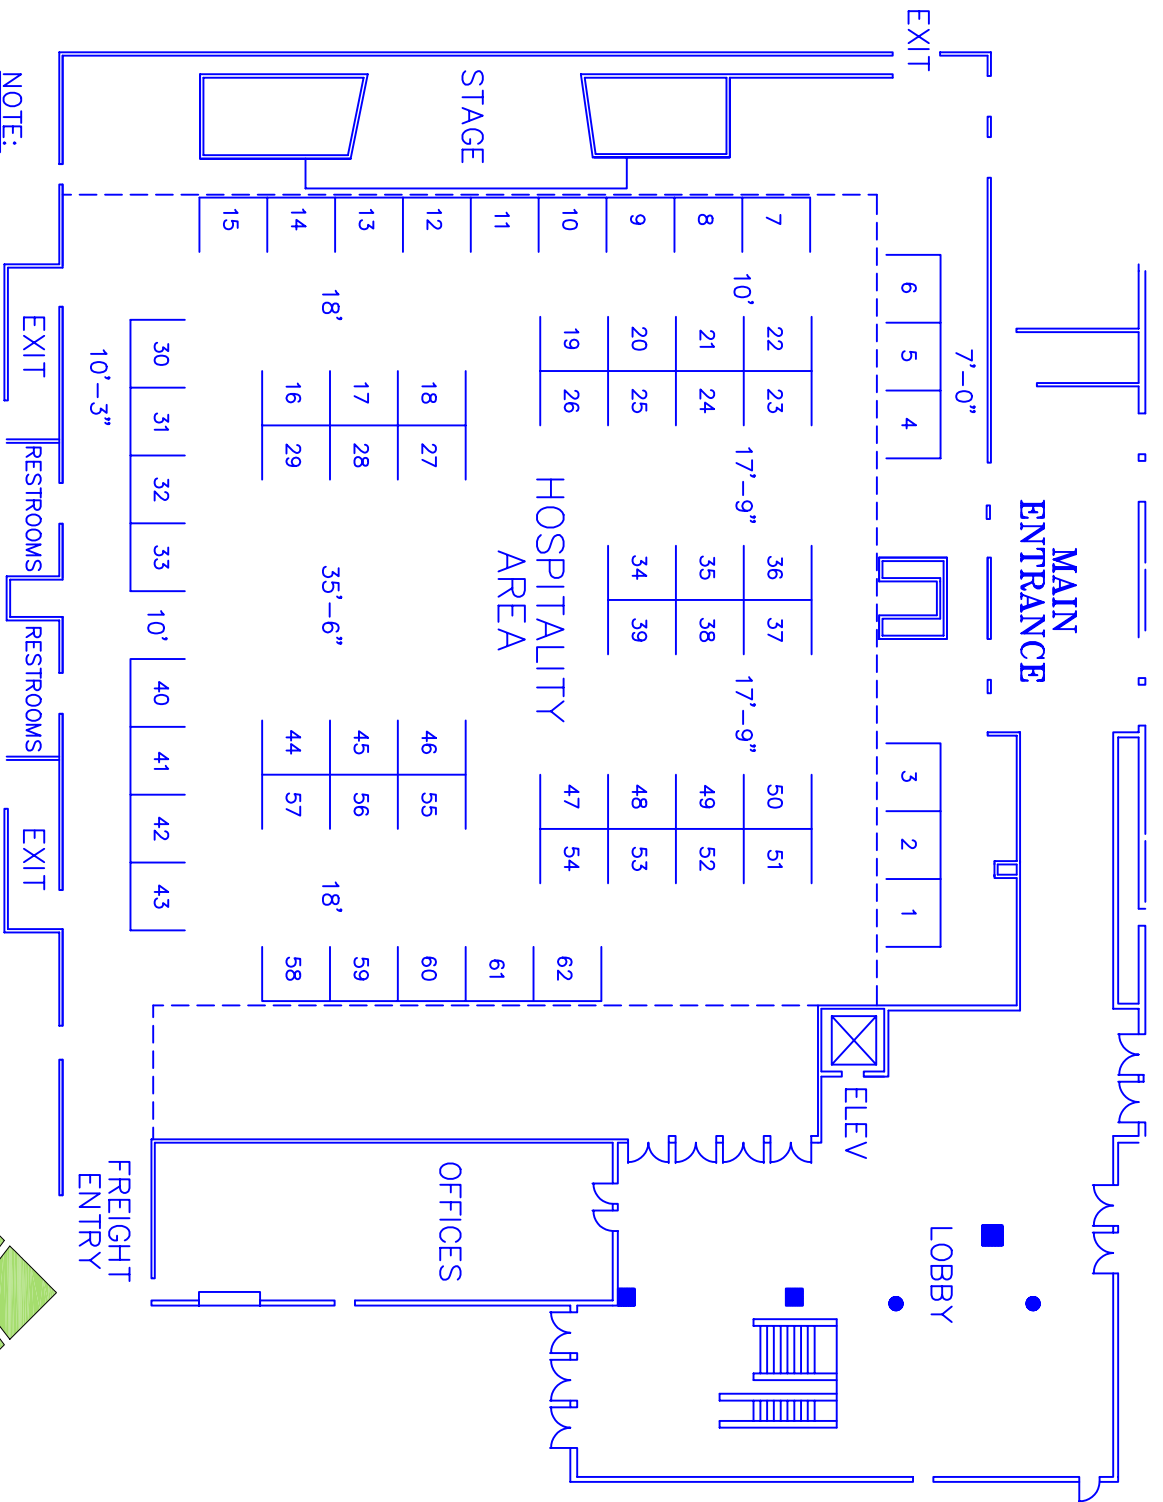 MAIN
ENTRANCE
7'-0"
LOBBY
EXIT
6 5 4 3 2 1
ELEV
7 22 23 36 37 50 51
10' 17'-9" 17'-9"
8 21 24 35 38 49 52
9 20 25 34 39 48 53
10 19 26 47 54 62
HOSPITALITY
AREA
11 61
STAGE
OFFICES
12 18 27 46 55 60
13 17 28 45 56 59
18' 35'-6" 18'
14 16 29 44 57 58
15
30 31 32 33 10' 40 41 42 43
FREIGHT
ENTRY
10'-3"
EXIT RESTROOMS RESTROOMS EXIT
NOTE: